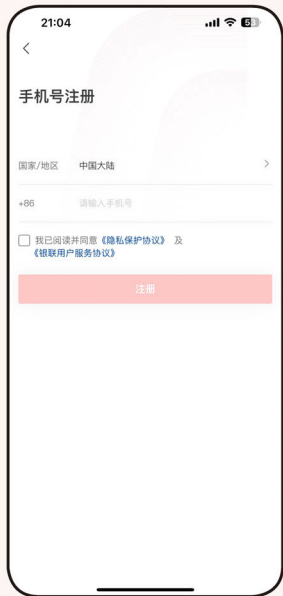 21:04
53
手机号注册
国家/地区 中国大陆
+86 请输入手机号
我已阅读并同意《隐私保护协议》 及
《银联用户服务协议》
注册